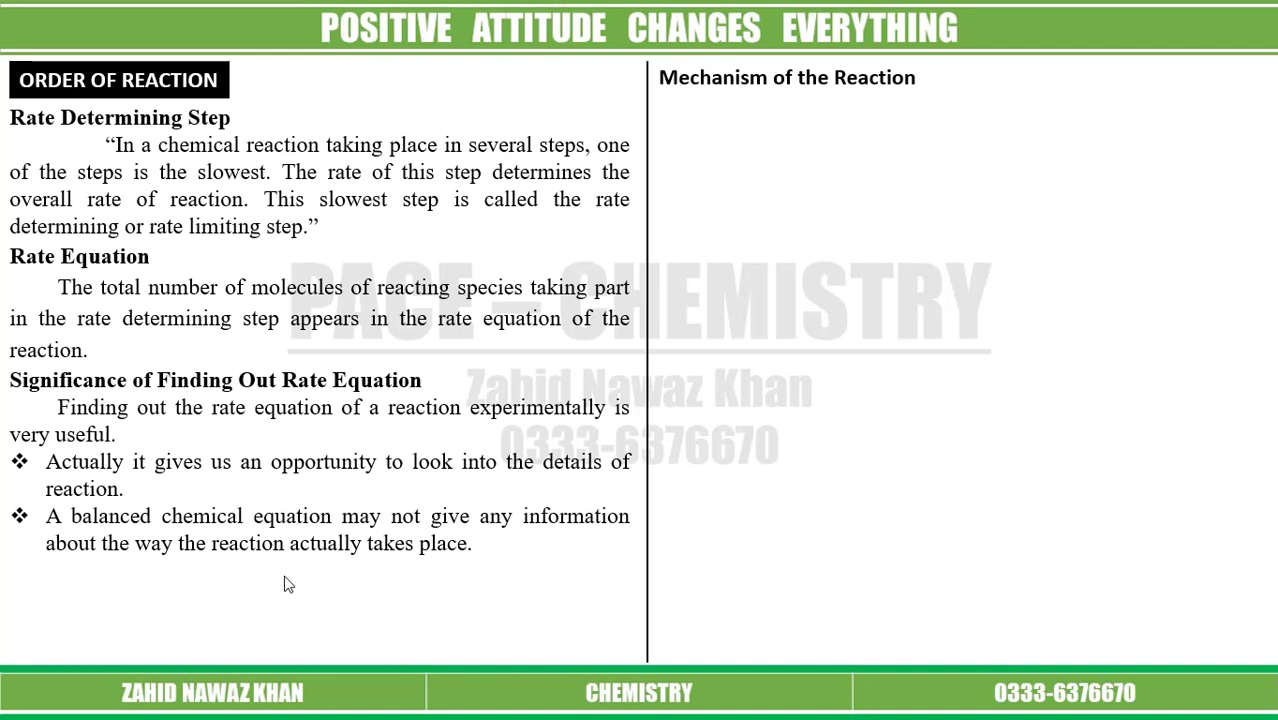 POSITIVE ATTITUDE CHANGES EVERYTHING
ORDER OF REACTION
Rate Determining Step
“In a chemical reaction taking place in several steps, one
of the steps is the slowest. The rate of this step determines the
overall rate of reaction. This slowest step is called the rate
determining or rate limiting step.”
Rate Equation
The total number of molecules of reacting species taking part
in the rate determining step appears in the rate equation of the
reaction.
Significance of Finding Out Rate Equation
Finding out the rate equation of a reaction experimentally is
very useful.
❖ Actually it gives us an opportunity to look into the details of
reaction.
❖ A balanced chemical equation may not give any information
about the way the reaction actually takes place.
Mechanism of the Reaction
PACE – CHEMISTRY
Zahid Nawaz Khan
0333-6376670
ZAHID NAWAZ KHAN
CHEMISTRY
0333-6376670